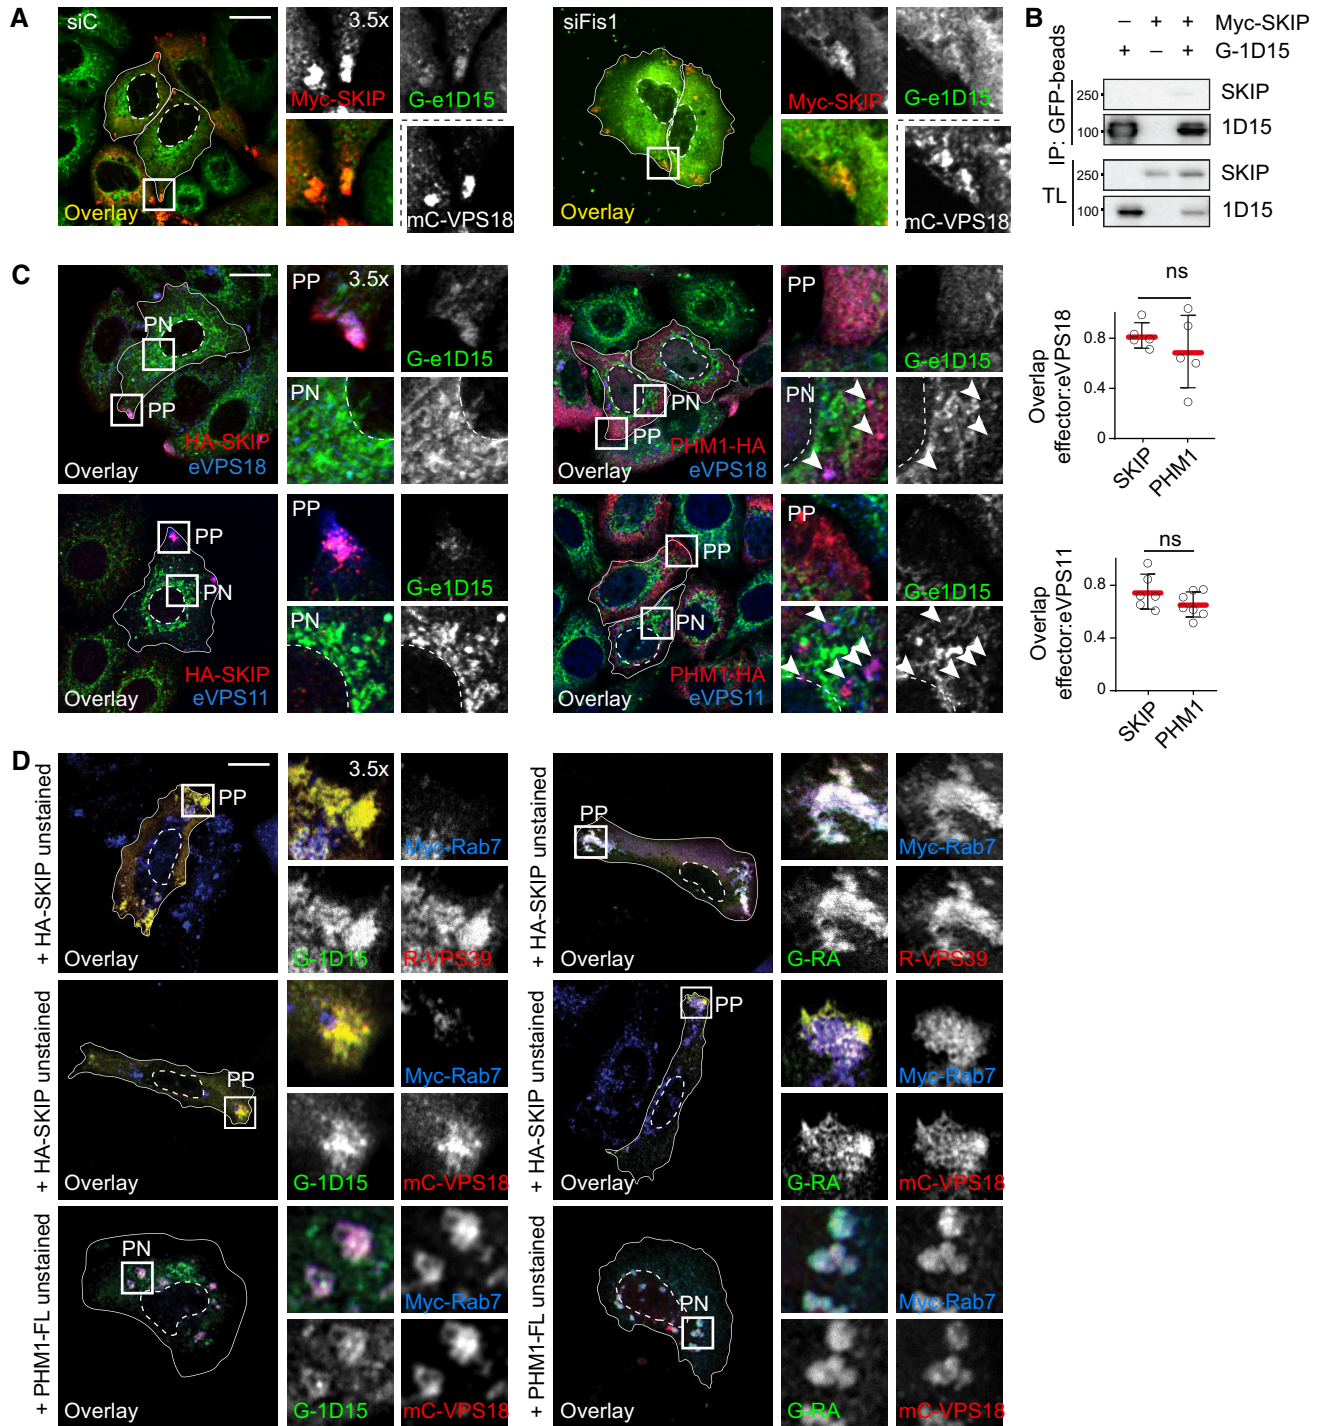 A
siC
3.5x
Myc-SKIP
G-e1D15
Overlay
mC-VPS18
siFis1
Myc-SKIP
G-e1D15
Overlay
mC-VPS18
B
– + + Myc-SKIP
+ – + G-1D15
IP: GFP-beads
250 SKIP
100 1D15
TL
250 SKIP
100 1D15
C
PN
PP
HA-SKIP
Overlay eVPS18
PP 3.5x
G-e1D15
PN
PN
PP
PHM1-HA
Overlay eVPS18
PP
G-e1D15
PN
PP
PN
HA-SKIP
Overlay eVPS11
PP
G-e1D15
PN
PP
PN
PHM1-HA
Overlay eVPS11
PP
G-e1D15
PN
ns
Overlap
effector:eVPS18
0.8
0.4
0
SKIP PHM1
ns
Overlap
effector:eVPS11
0.8
0.4
0
SKIP PHM1
D
+ HA-SKIP unstained
PP
Overlay
3.5x
Myc-Rab7
G-1D15
R-VPS39
+ HA-SKIP unstained
PP
Overlay
Myc-Rab7
G-RA
R-VPS39
+ HA-SKIP unstained
PP
Overlay
Myc-Rab7
G-1D15
mC-VPS18
+ HA-SKIP unstained
PP
Overlay
Myc-Rab7
G-RA
mC-VPS18
+ PHM1-FL unstained
PN
Overlay
Myc-Rab7
G-1D15
mC-VPS18
+ PHM1-FL unstained
PN
Overlay
Myc-Rab7
G-RA
mC-VPS18